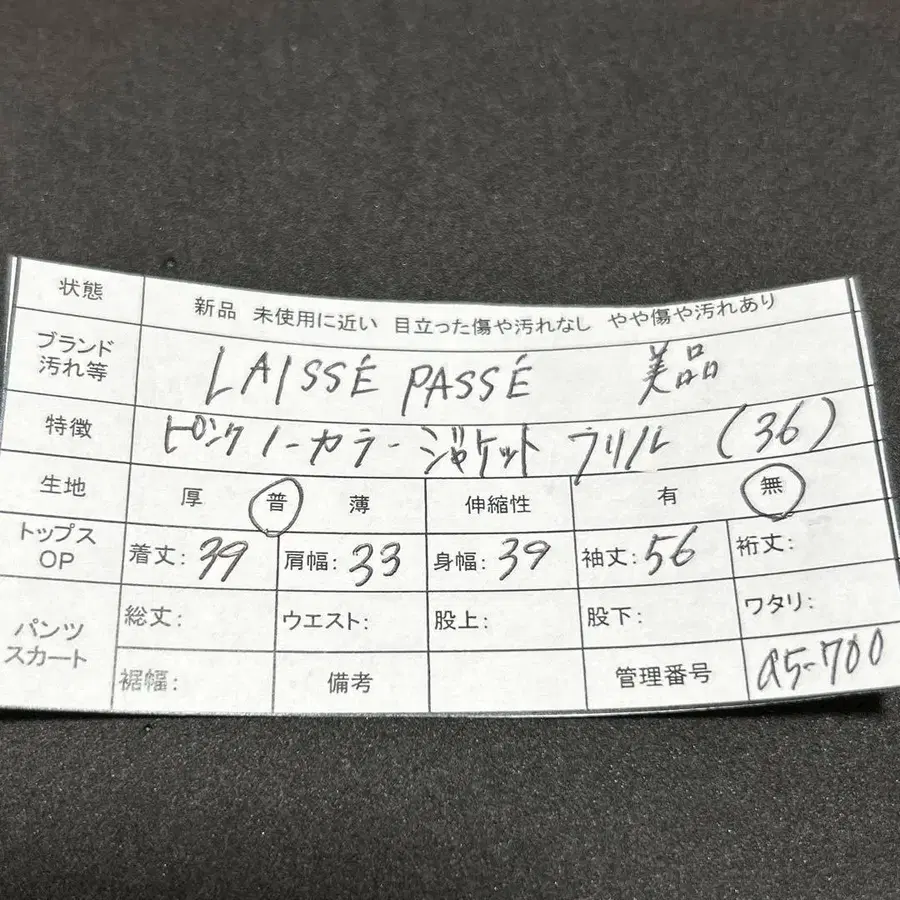 状態 新品 未使用に近い 目立った傷や汚れなし やや傷や汚れあり
ブランド
汚れ等 LAISSÉ PASSÉ 美品
特徴 ピンク ノーカラー ジャケット フリル (36)
生地 厚 普 薄 伸縮性 有 無
トップス
OP 着丈: 39 肩幅: 33 身幅: 39 袖丈: 56 裄丈:
パンツ
スカート 総丈: ウエスト: 股上: 股下: ワタリ:
裾幅: 備考 管理番号 a5-700